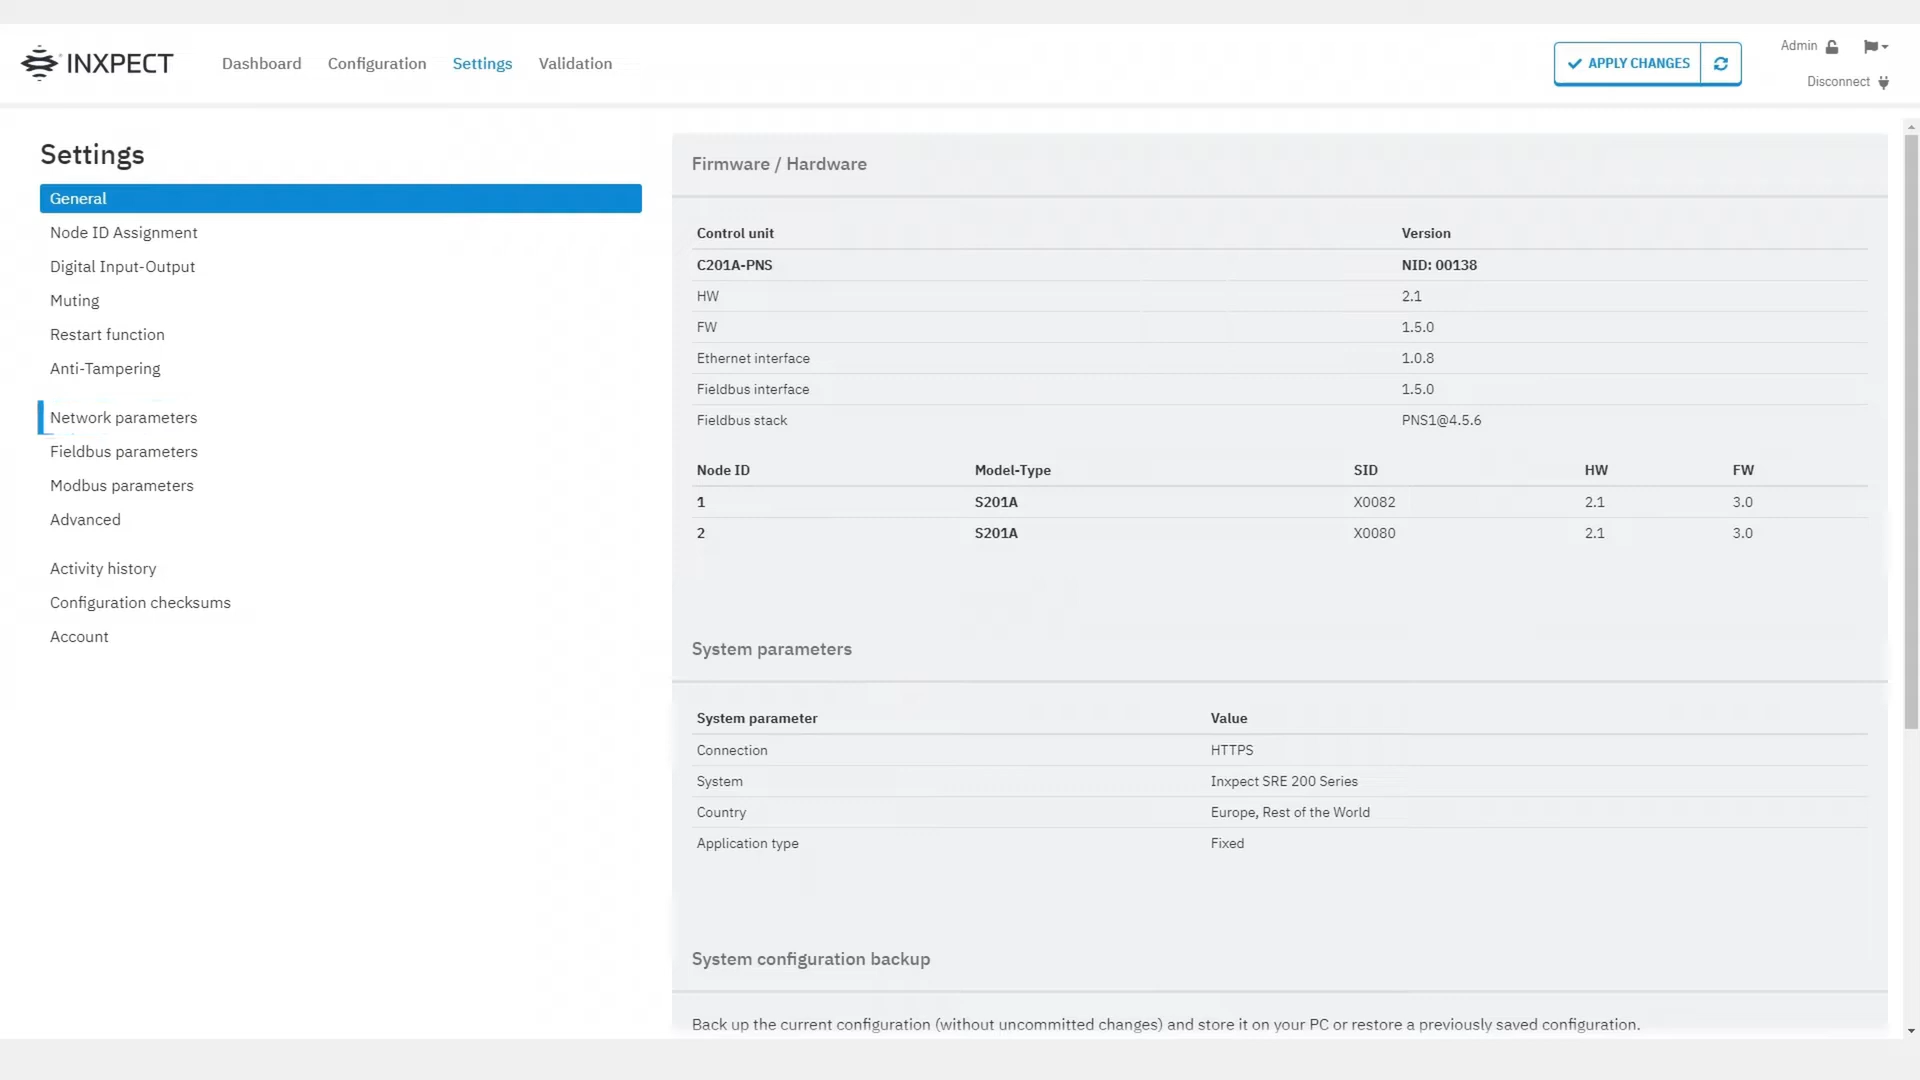 INXPECT
Dashboard Configuration Settings Validation
APPLY CHANGES
Admin
Disconnect
Settings
General
Node ID Assignment
Digital Input-Output
Muting
Restart function
Anti-Tampering
Network parameters
Fieldbus parameters
Modbus parameters
Advanced
Activity history
Configuration checksums
Account
Firmware / Hardware
Control unit Version
C201A-PNS NID: 00138
HW 2.1
FW 1.5.0
Ethernet interface 1.0.8
Fieldbus interface 1.5.0
Fieldbus stack PNS1@4.5.6
Node ID Model-Type SID HW FW
1 S201A X0082 2.1 3.0
2 S201A X0080 2.1 3.0
System parameters
System parameter Value
Connection HTTPS
System Inxpect SRE 200 Series
Country Europe, Rest of the World
Application type Fixed
System configuration backup
Back up the current configuration (without uncommitted changes) and store it on your PC or restore a previously saved configuration.